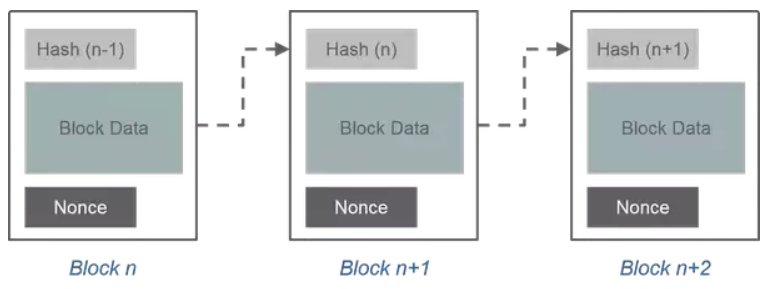 Hash (n-1)
Block Data
Nonce
Block n
Hash (n)
Block Data
Nonce
Block n+1
Hash (n+1)
Block Data
Nonce
Block n+2